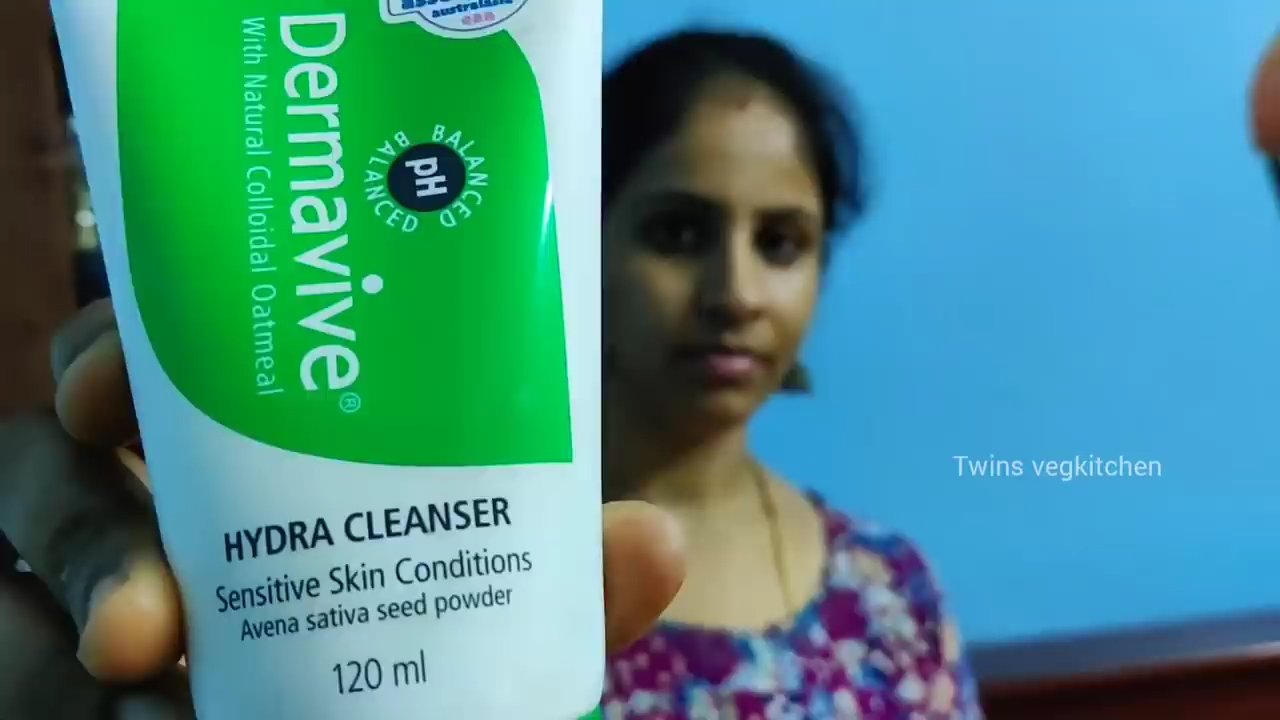 australasia
Dermavive®
With Natural Colloidal Oatmeal
BALANCED
pH
BALANCED
HYDRA CLEANSER
Sensitive Skin Conditions
Avena sativa seed powder
120 ml
Twins vegkitchen